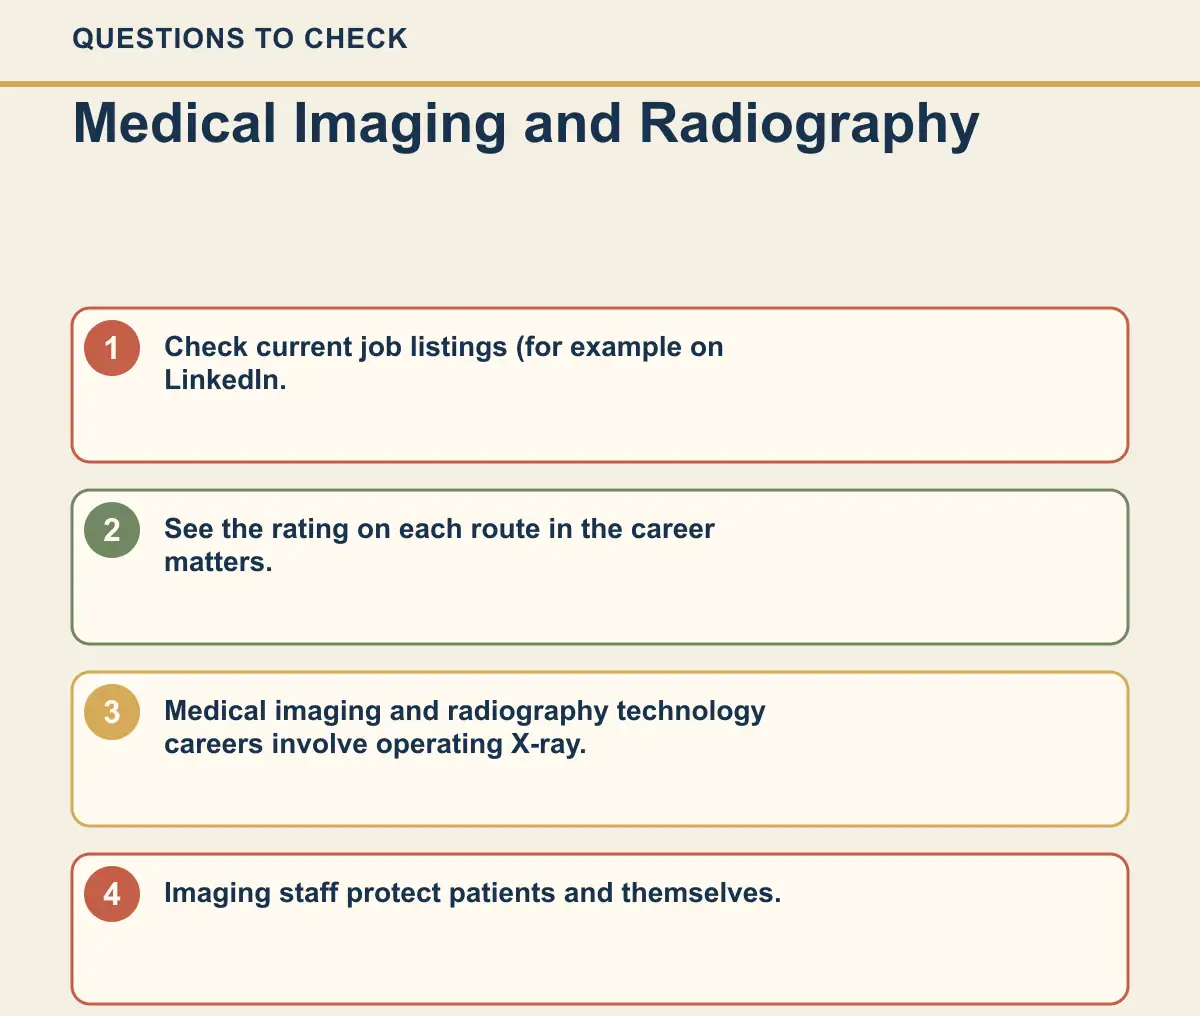 QUESTIONS TO CHECK
Medical Imaging and Radiography
1
Check current job listings (for example on
LinkedIn.
2
See the rating on each route in the career
matters.
3
Medical imaging and radiography technology
careers involve operating X-ray.
4
Imaging staff protect patients and themselves.